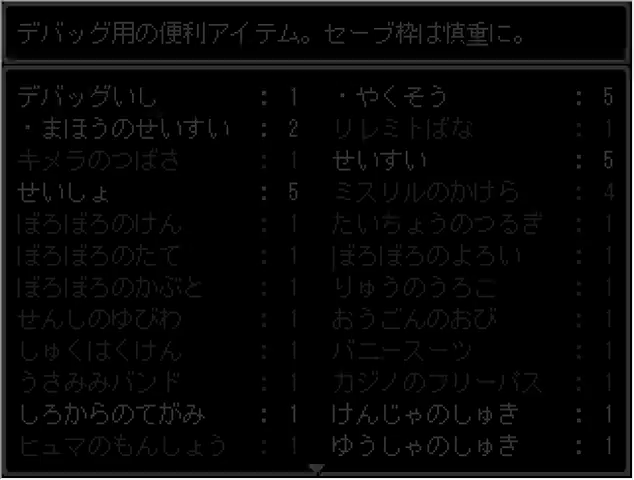 デバッグ用の便利アイテム。セーブ枠は慎重に。
デバッグいし : 1 ・やくそう : 5
・まほうのせいすい : 2 リレミトばな : 1
キメラのつばさ : 1 せいすい : 5
せいしょ : 5 ミスリルのかけら : 4
ぼろぼろのけん : 1 たいちょうのつるぎ : 1
ぼろぼろのたて : 1 ぼろぼろのよろい : 1
ぼろぼろのかぶと : 1 りゅうのうろこ : 1
せんしのゆびわ : 1 おうごんのおび : 1
しゅくはくけん : 1 バニースーツ : 1
うさみみバンド : 1 カジノのフリーパス : 1
しろからのてがみ : 1 けんじゃのしゅき : 1
ヒュマのもんしょう : 1 ゆうしゃのしゅき : 1